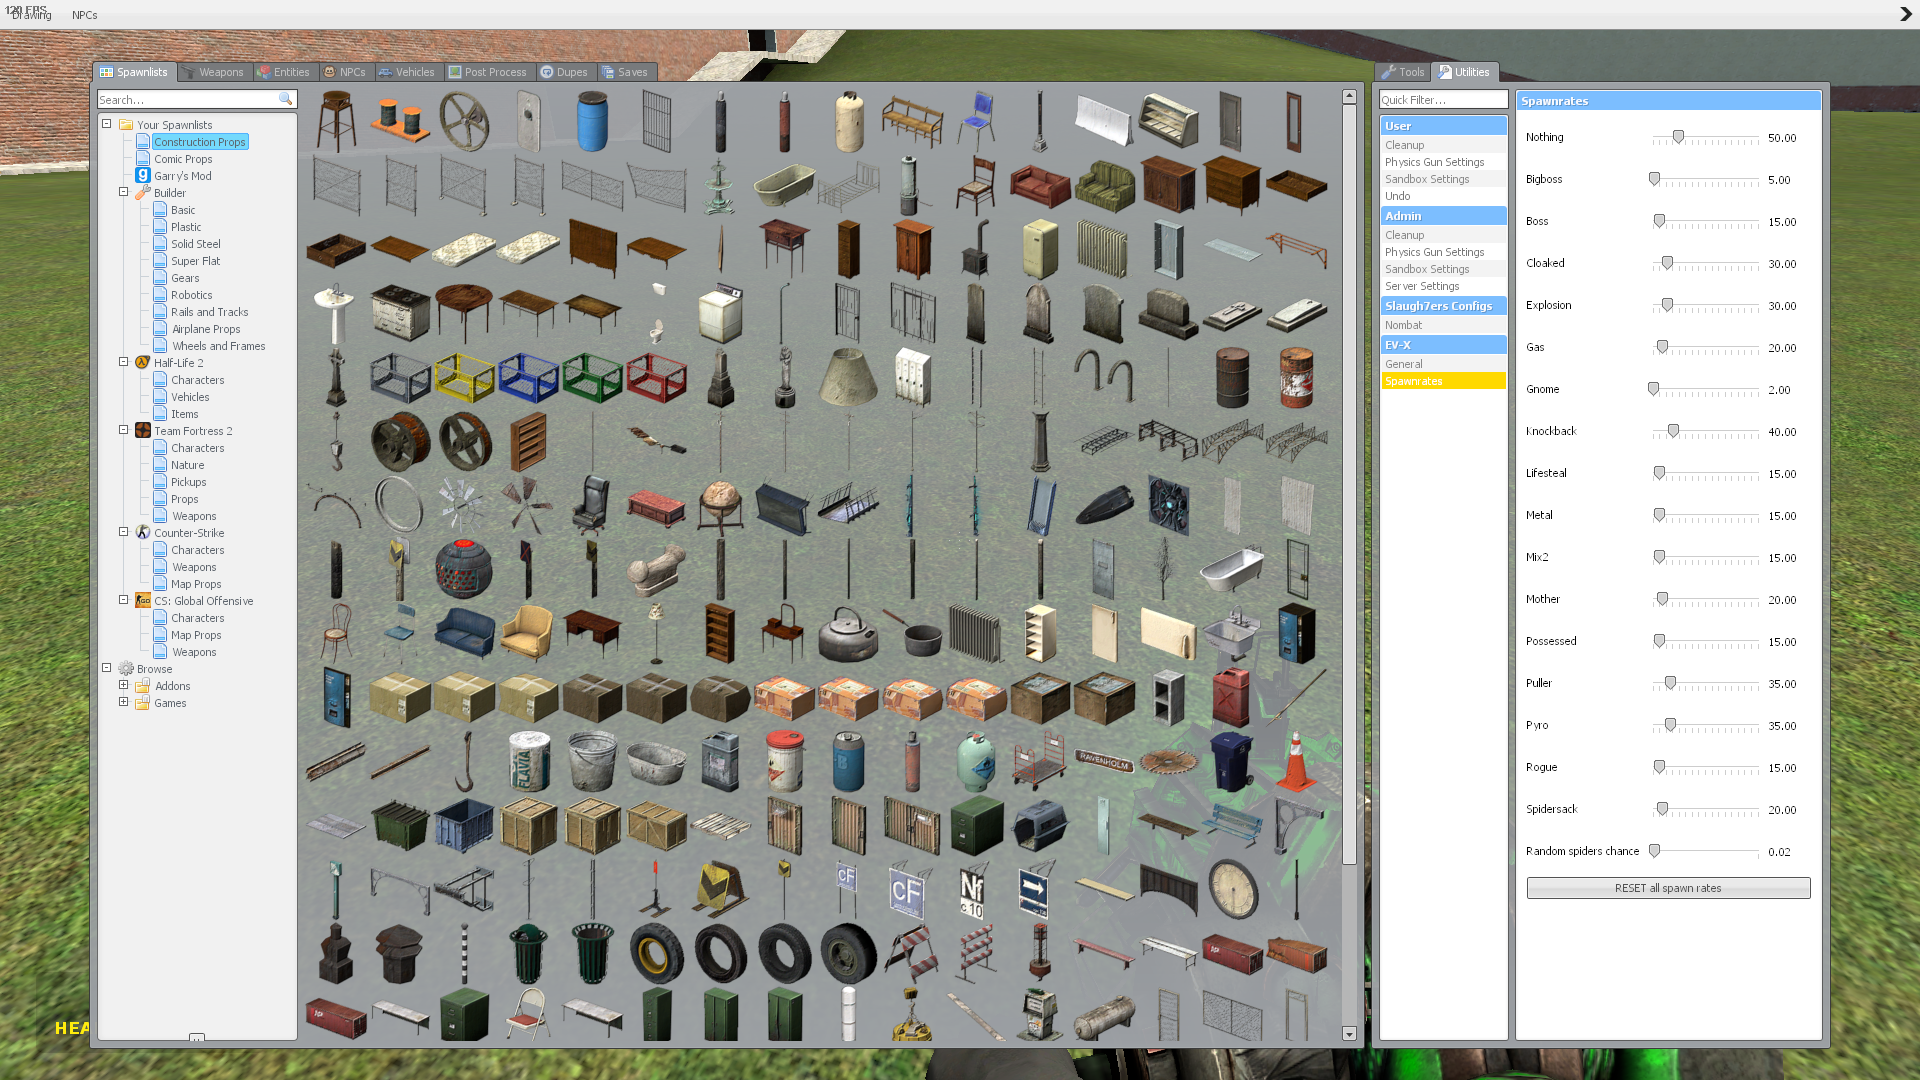 120 FPS
Drawing NPCs
Spawnlists Weapons Entities NPCs Vehicles Post Process Dupes Saves
Search...
Your Spawnlists
Construction Props
Comic Props
Garry's Mod
Builder
Basic
Plastic
Solid Steel
Super Flat
Gears
Robotics
Rails and Tracks
Airplane Props
Wheels and Frames
Half-Life 2
Characters
Vehicles
Items
Team Fortress 2
Characters
Nature
Pickups
Props
Weapons
Counter-Strike
Characters
Weapons
Map Props
CS: Global Offensive
Characters
Map Props
Weapons
Browse
Addons
Games
FLAVIA
B
RAVENHOLM
cF
cF
Nf
c 10
HEA
Tools Utilities
Quick Filter...
User
Cleanup
Physics Gun Settings
Sandbox Settings
Undo
Admin
Cleanup
Physics Gun Settings
Sandbox Settings
Server Settings
Slaugh7ers Configs
Nombat
EV-X
General
Spawnrates
Spawnrates
Nothing 50.00
Bigboss 5.00
Boss 15.00
Cloaked 30.00
Explosion 30.00
Gas 20.00
Gnome 2.00
Knockback 40.00
Lifesteal 15.00
Metal 15.00
Mix2 15.00
Mother 20.00
Possessed 15.00
Puller 35.00
Pyro 35.00
Rogue 15.00
Spidersack 20.00
Random spiders chance 0.02
RESET all spawn rates